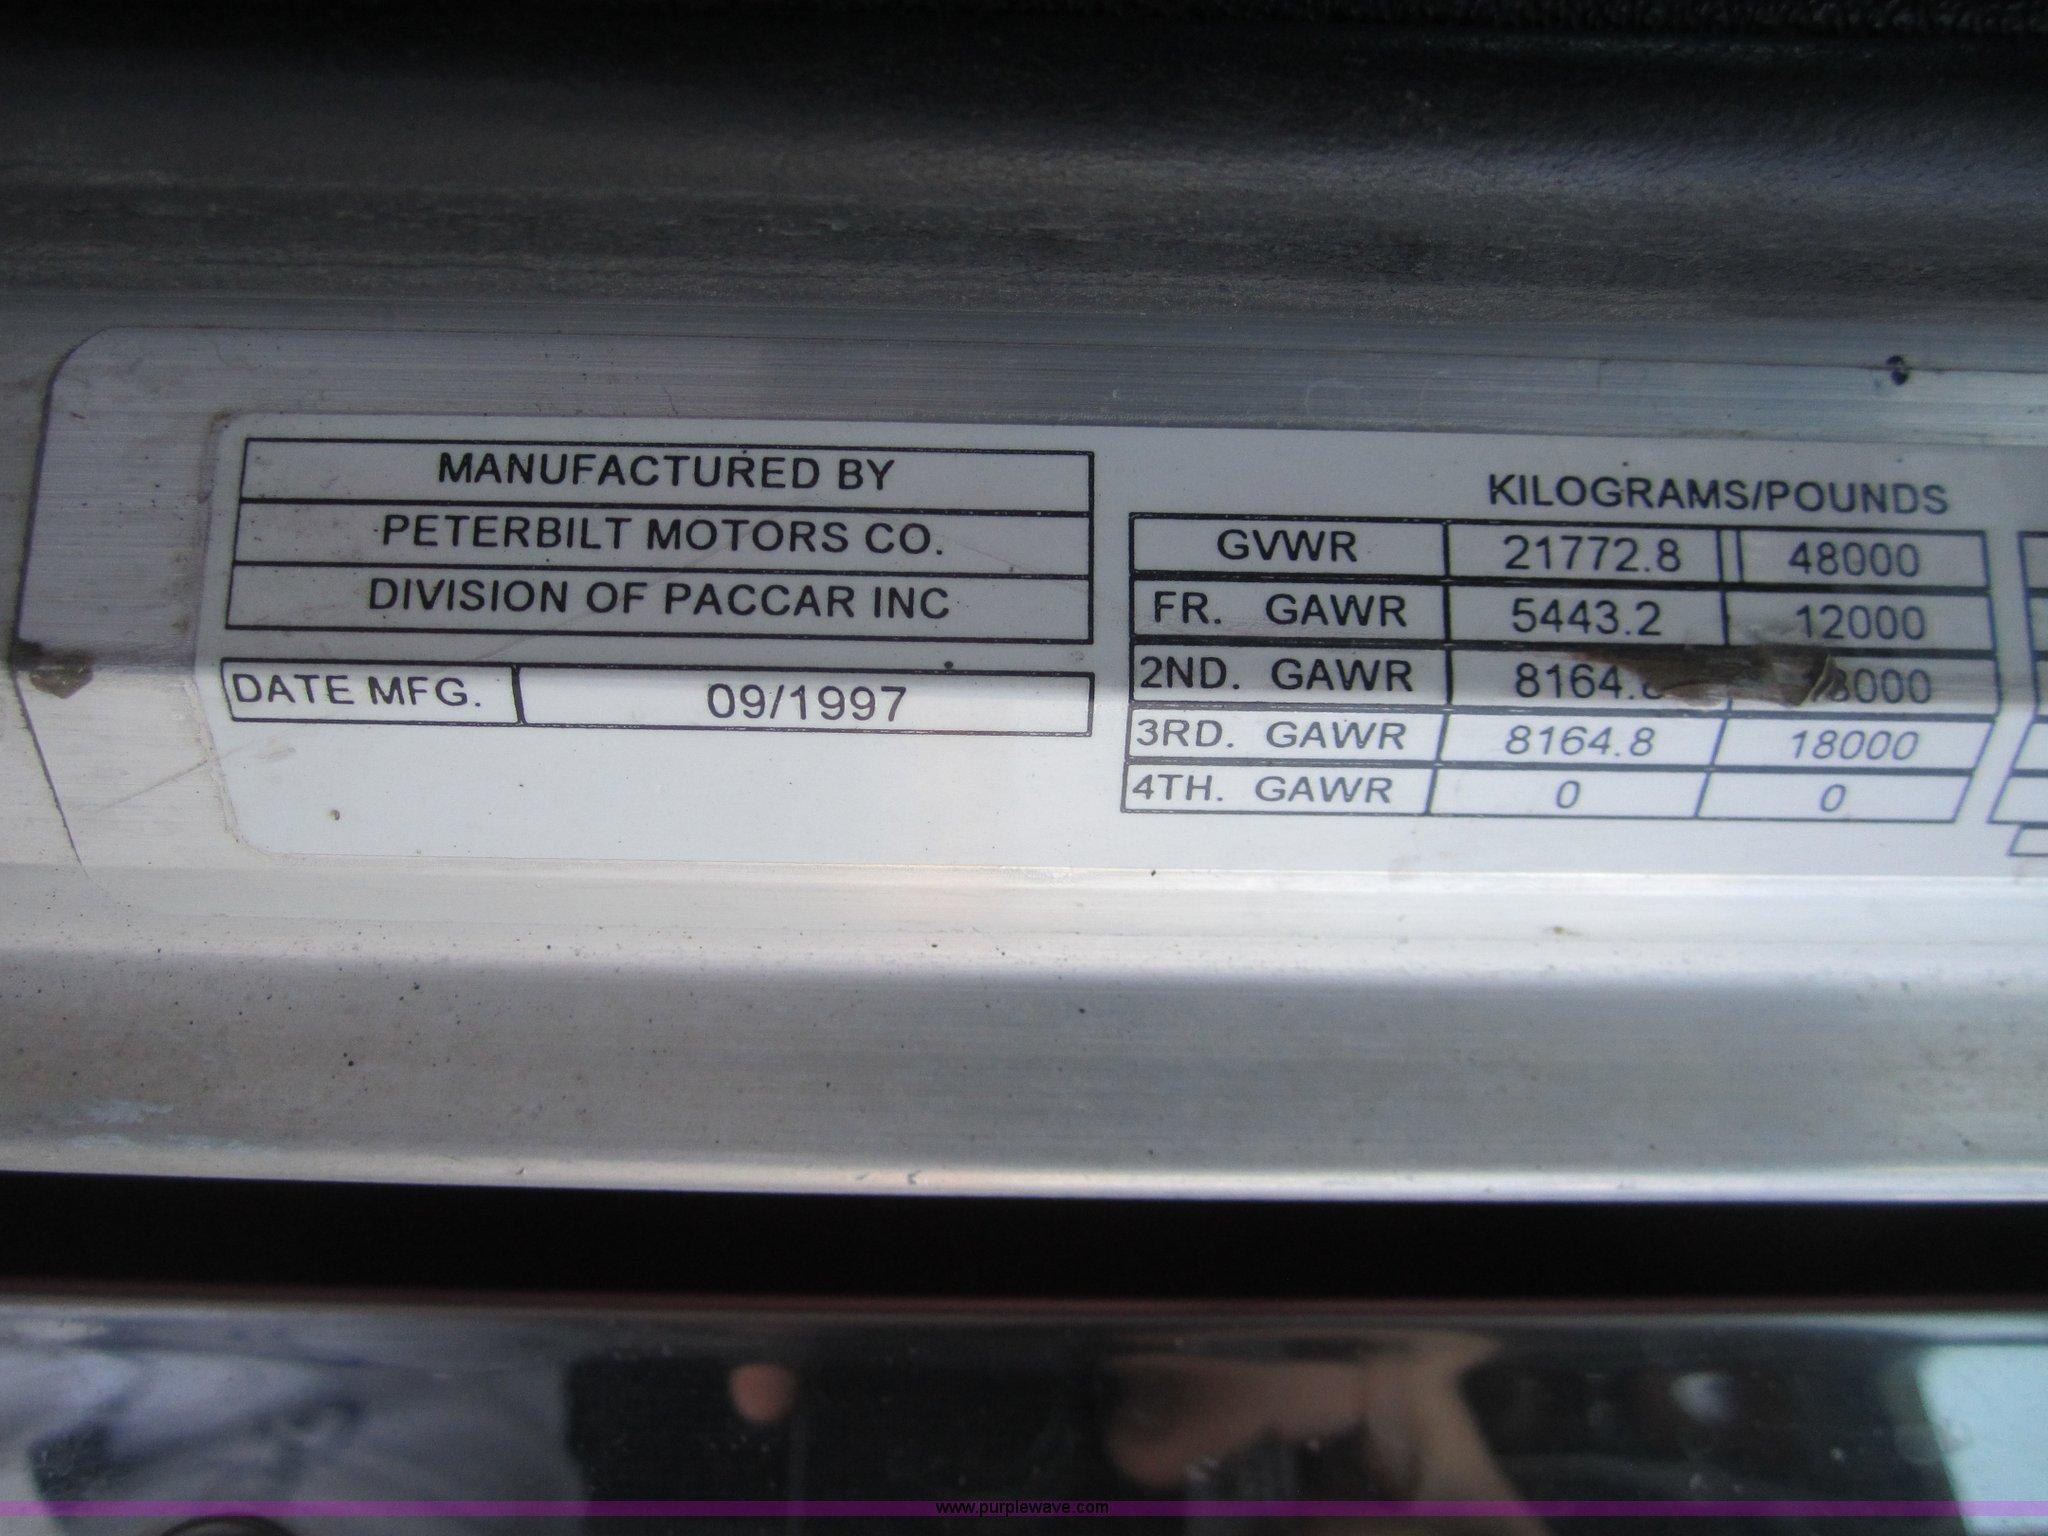 MANUFACTURED BY
PETERBILT MOTORS CO.
DIVISION OF PACCAR INC
DATE MFG. 09/1997
KILOGRAMS/POUNDS
GVWR 21772.8 48000
FR. GAWR 5443.2 12000
2ND. GAWR
3RD. GAWR 8164.8 18000
4TH. GAWR 0 0
www.purplewave.com